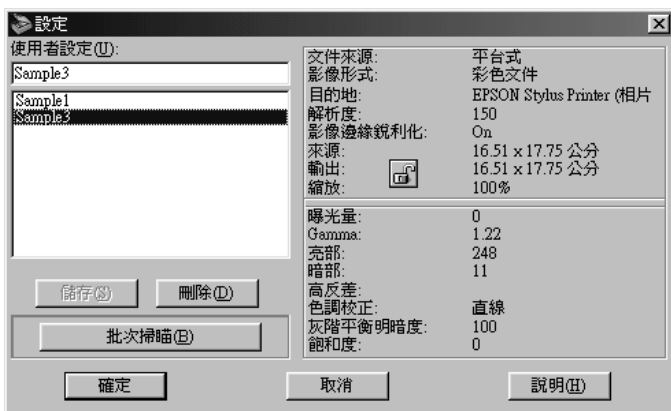 設定
使用者設定(U):
Sample3
Sample1
Sample3
儲存(S)
刪除(D)
批次掃瞄(B)
文件來源: 平台式
影像形式: 彩色文件
目的地: EPSON Stylus Printer (相片
解析度: 150
影像邊緣銳利化: On
來源: 16.51 x 17.75 公分
輸出: 16.51 x 17.75 公分
縮放: 100%
曝光量: 0
Gamma: 1.22
亮部: 248
暗部: 11
高反差:
色調校正: 直線
灰階平衡明暗度: 100
飽和度: 0
確定
取消
說明(H)